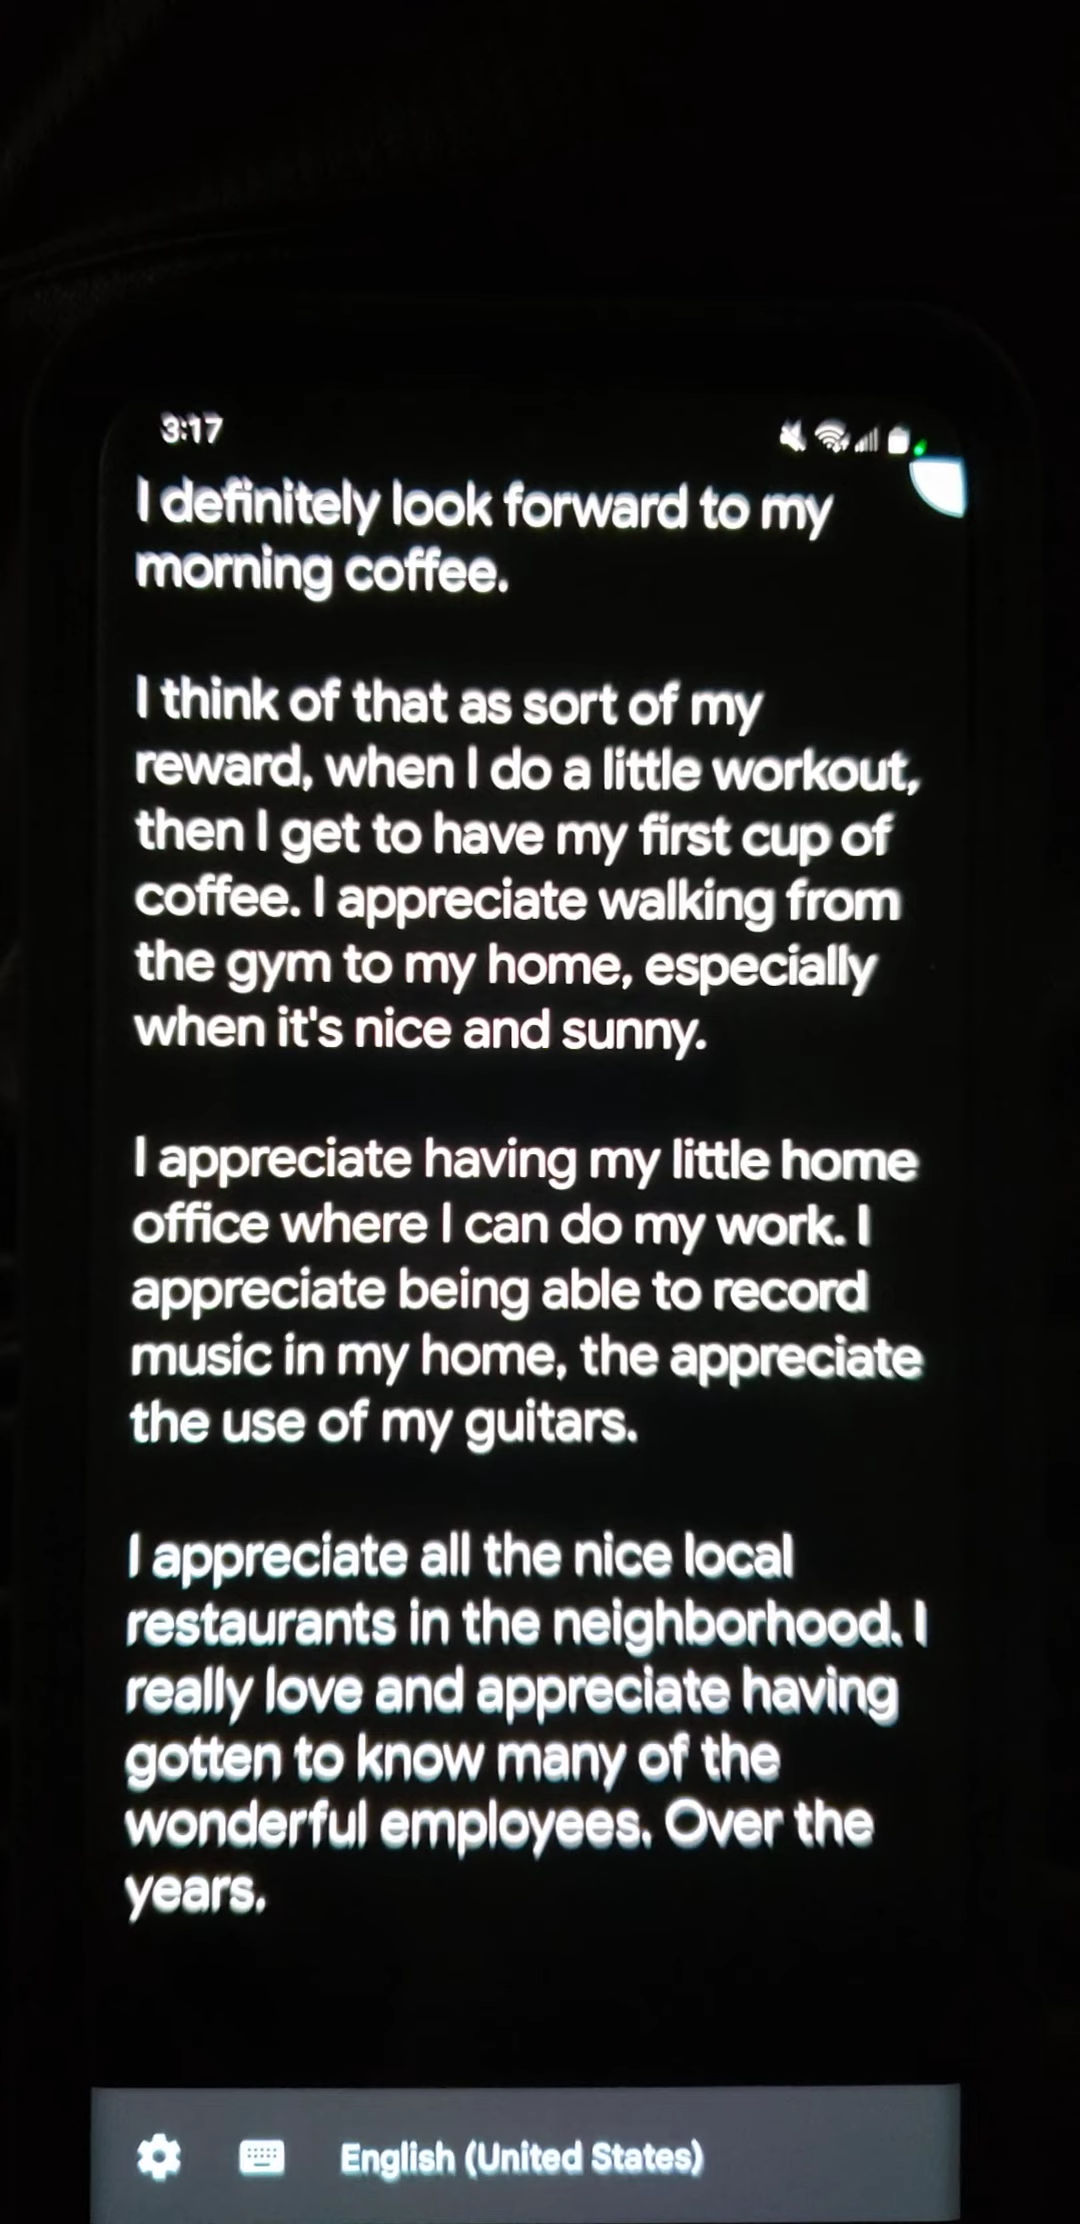 3:17
I definitely look forward to my
morning coffee.
I think of that as sort of my
reward, when I do a little workout,
then I get to have my first cup of
coffee. I appreciate walking from
the gym to my home, especially
when it's nice and sunny.
I appreciate having my little home
office where I can do my work. I
appreciate being able to record
music in my home, the appreciate
the use of my guitars.
I appreciate all the nice local
restaurants in the neighborhood. I
really love and appreciate having
gotten to know many of the
wonderful employees. Over the
years.
English (United States)